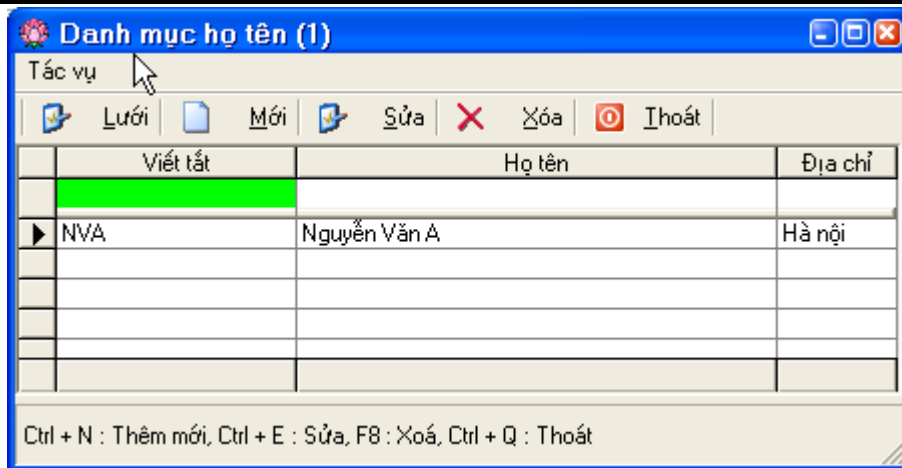 Danh mục họ tên (1)
Tác vụ
Lưới Mới Sửa Xóa Thoát
Viết tắt Họ tên Địa chỉ
NVA Nguyễn Văn A Hà nội
Ctrl + N : Thêm mới, Ctrl + E : Sửa, F8 : Xoá, Ctrl + Q : Thoát